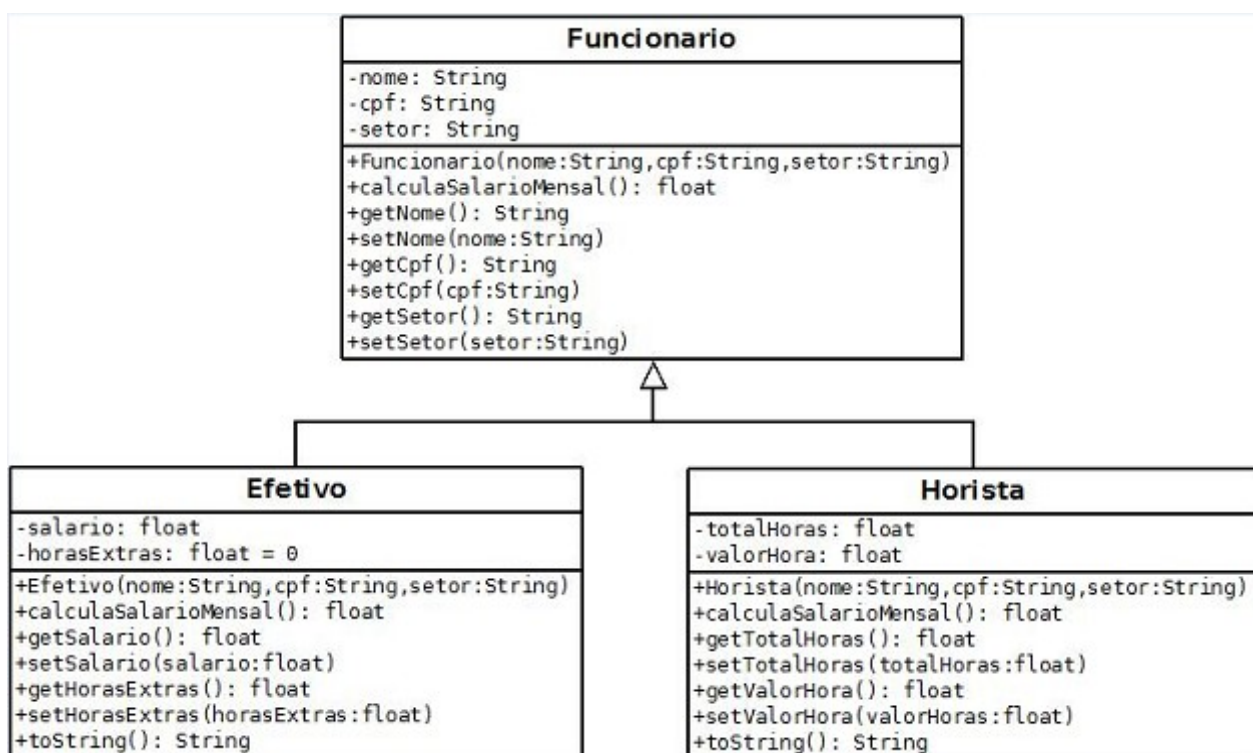 Funcionario
-nome: String
-cpf: String
-setor: String
+Funcionario(nome:String,cpf:String,setor:String)
+calculaSalarioMensal(): float
+getNome(): String
+setNome(nome:String)
+getCpf(): String
+setCpf(cpf:String)
+getSetor(): String
+setSetor(setor:String)
Efetivo
-salario: float
-horasExtras: float = 0
+Efetivo(nome:String,cpf:String,setor:String)
+calculaSalarioMensal(): float
+getSalario(): float
+setSalario(salario:float)
+getHorasExtras(): float
+setHorasExtras(horasExtras:float)
+toString(): String
Horista
-totalHoras: float
-valorHora: float
+Horista(nome:String,cpf:String,setor:String)
+calculaSalarioMensal(): float
+getTotalHoras(): float
+setTotalHoras(totalHoras:float)
+getValorHora(): float
+setValorHora(valorHoras:float)
+toString(): String